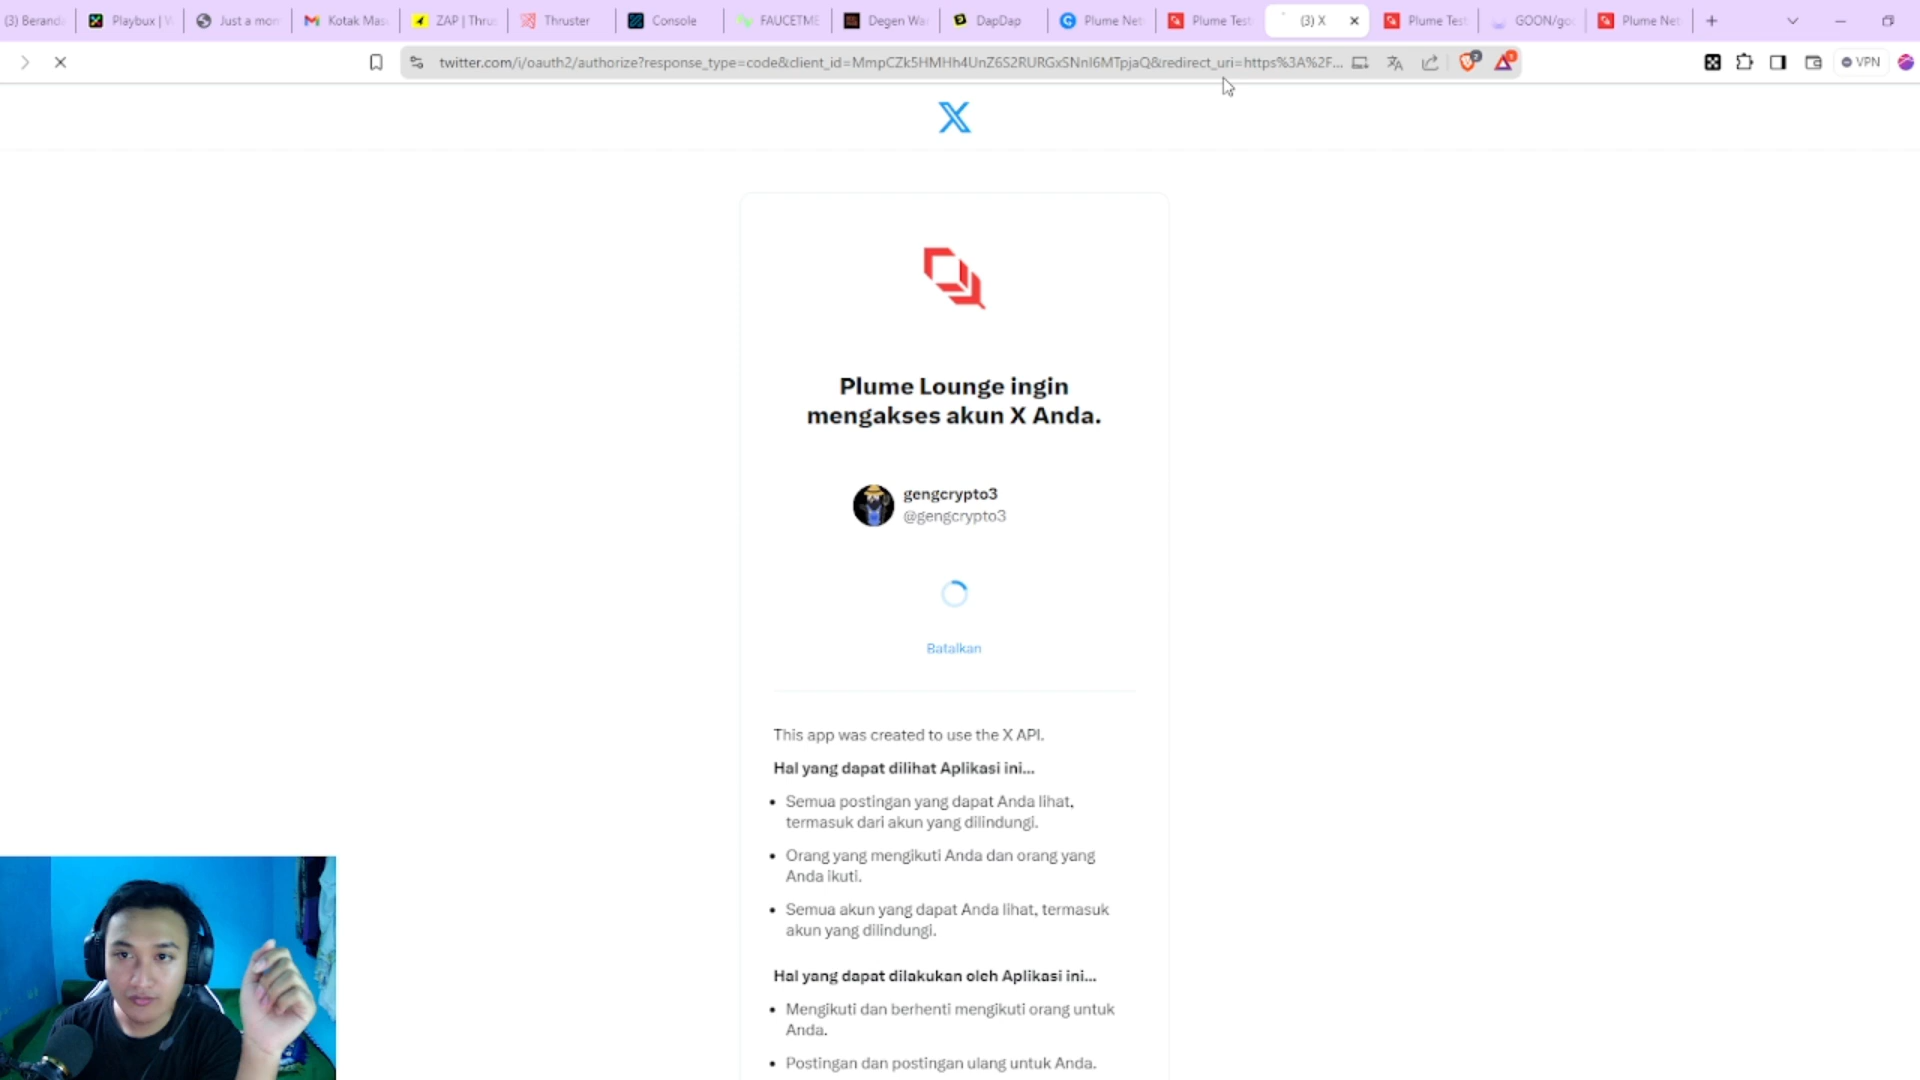 (3) Beranda
Playbux | W
Just a mom
Kotak Mas
ZAP | Thrus
Thruster
Console
FAUCETME
Degen War
DapDap
Plume Net
Plume Test
(3) X
Plume Test
GOON/go
Plume Net
twitter.com/i/oauth2/authorize?response_type=code&client_id=MmpCZk5HMHh4UnZ6S2RURGxSNnI6MTpjaQ&redirect_uri=https%3A%2F...
VPN
Plume Lounge ingin
mengakses akun X Anda.
gengcrypto3
@gengcrypto3
Batalkan
This app was created to use the X API.
Hal yang dapat dilihat Aplikasi ini...
• Semua postingan yang dapat Anda lihat,
termasuk dari akun yang dilindungi.
• Orang yang mengikuti Anda dan orang yang
Anda ikuti.
• Semua akun yang dapat Anda lihat, termasuk
akun yang dilindungi.
Hal yang dapat dilakukan oleh Aplikasi ini...
• Mengikuti dan berhenti mengikuti orang untuk
Anda.
• Postingan dan postingan ulang untuk Anda.